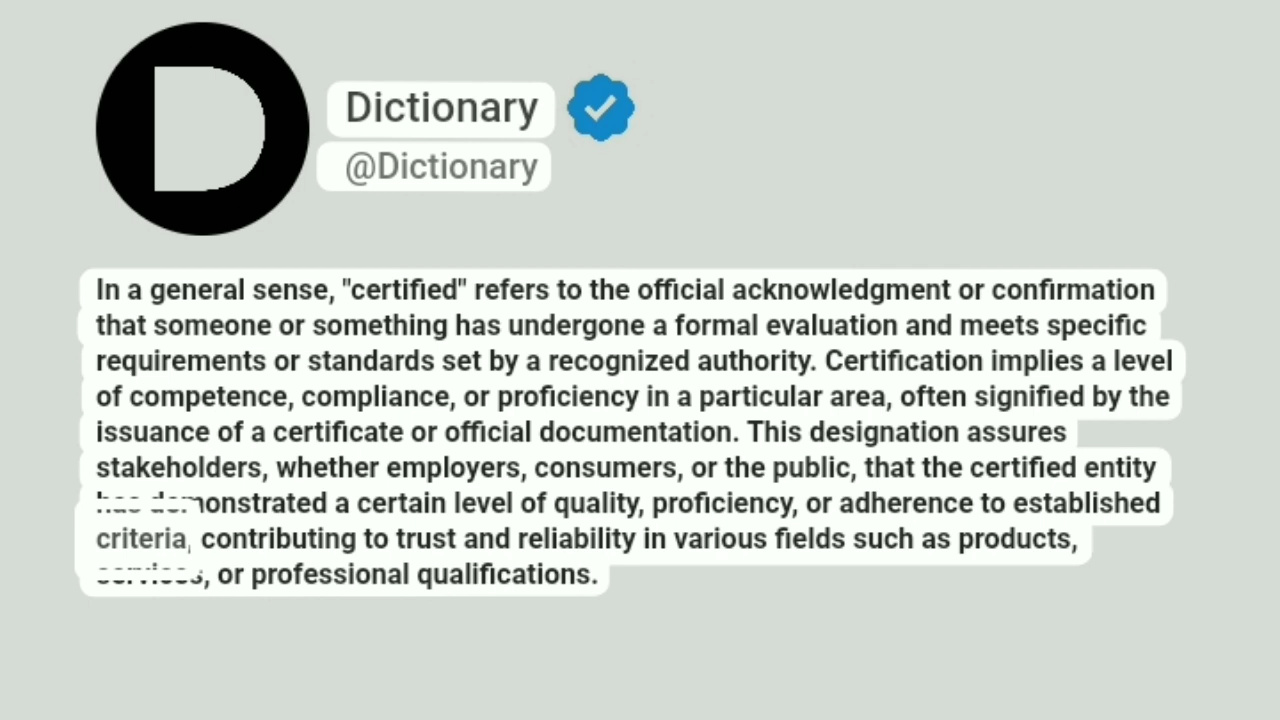 D
Dictionary
@Dictionary
In a general sense, "certified" refers to the official acknowledgment or confirmation
that someone or something has undergone a formal evaluation and meets specific
requirements or standards set by a recognized authority. Certification implies a level
of competence, compliance, or proficiency in a particular area, often signified by the
issuance of a certificate or official documentation. This designation assures
stakeholders, whether employers, consumers, or the public, that the certified entity
has demonstrated a certain level of quality, proficiency, or adherence to established
criteria, contributing to trust and reliability in various fields such as products,
services, or professional qualifications.